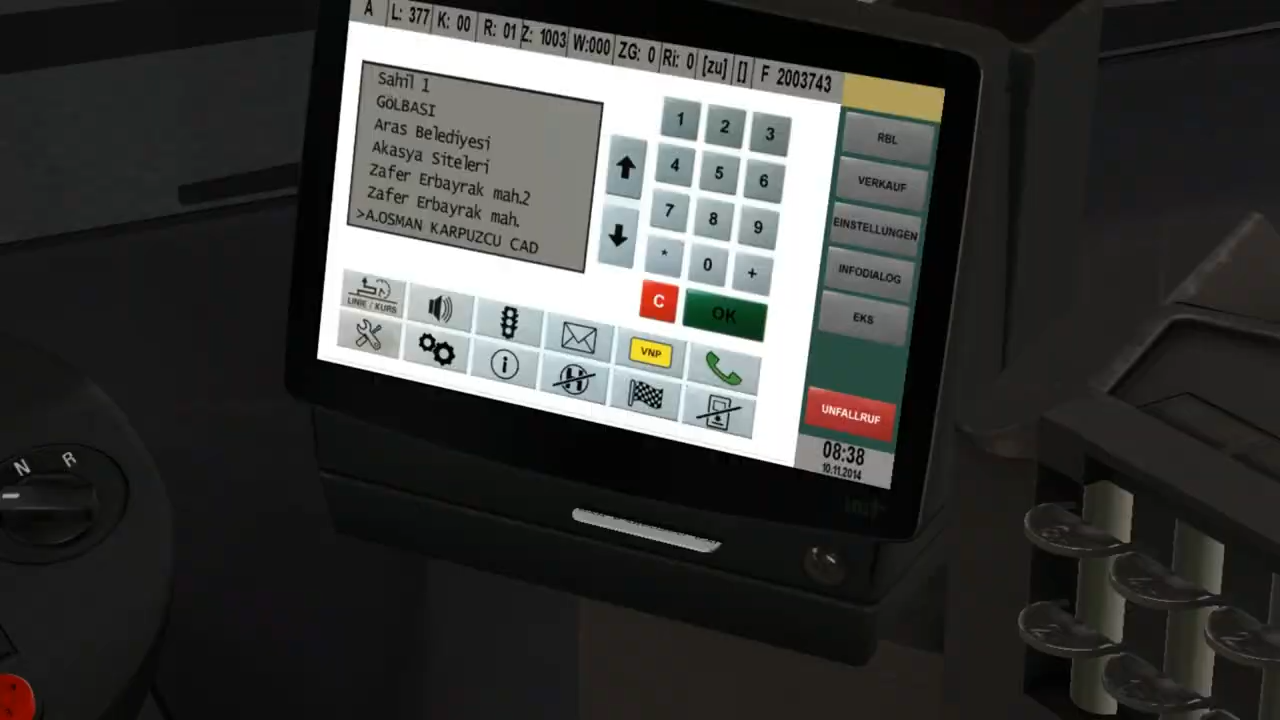 A L: 377 K: 00 R: 01 Z: 1003 W:000 ZG: 0 Ri: 0 [zu] [] F 2003743
Sahil 1
GÖLBASI
Aras Belediyesi
Akasya Siteleri
Zafer Erbayrak mah.2
Zafer Erbayrak mah.
>A.OSMAN KARPUZCU CAD
1 2 3
4 5 6
7 8 9
* 0 +
C OK
LINIE / KURS
VNP
i
H
RBL
VERKAUF
EINSTELLUNGEN
INFODIALOG
EKS
UNFALLRUF
08:38
10.11.2014
N R